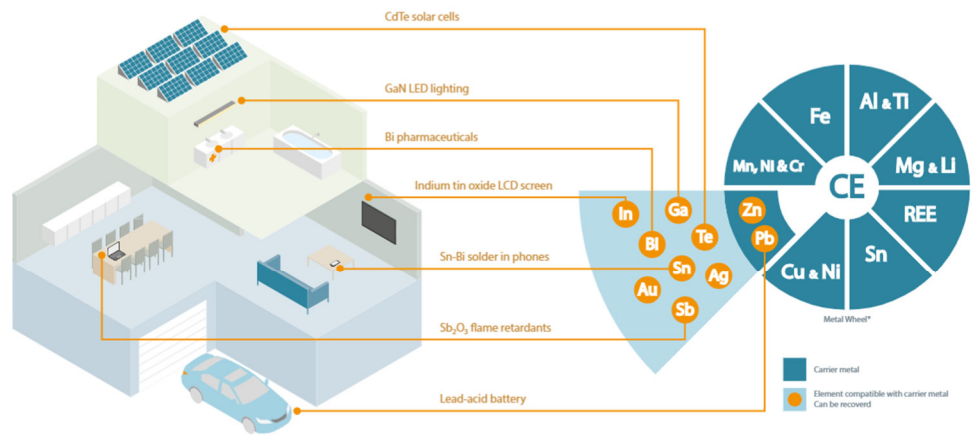 CdTe solar cells
GaN LED lighting
Bi pharmaceuticals
Indium tin oxide LCD screen
Sn-Bi solder in phones
Sb₂O₃ flame retardants
Lead-acid battery
In
Ga
BI
Te
Sn
Ag
Au
Sb
Zn
Pb
Fe
Al & TI
Mn, NI & Cr
Mg & Li
CE
REE
Cu & Ni
Sn
Metal Wheel*
Carrier metal
Element compatible with carrier metal
Can be recoverd